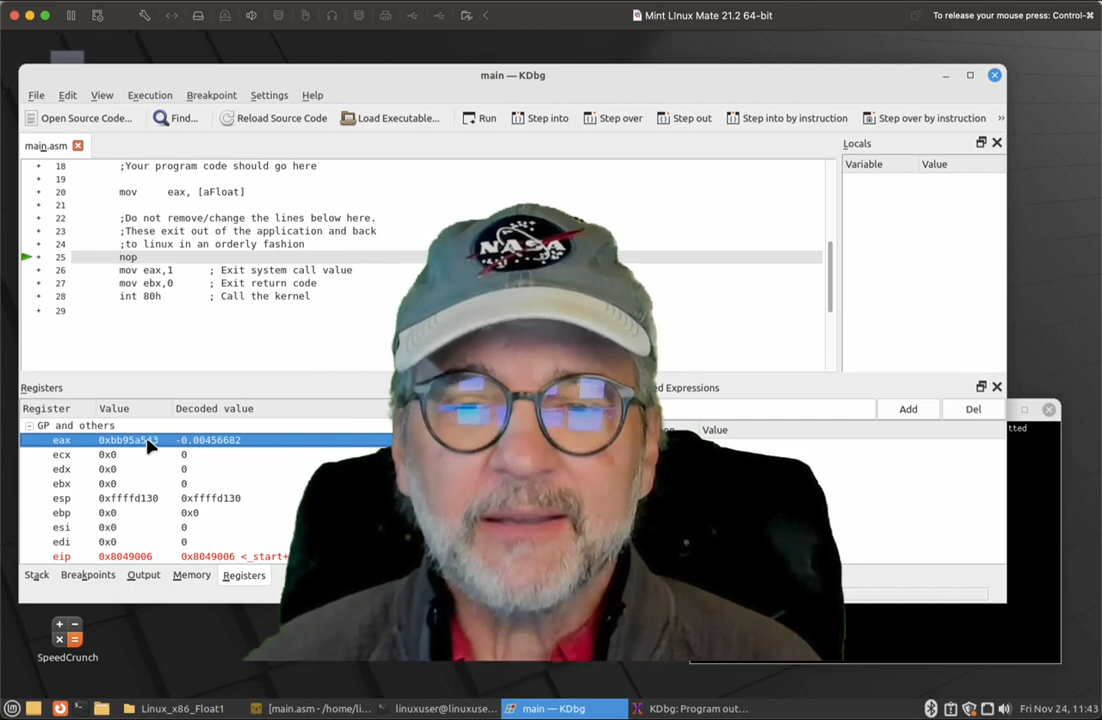 Mint LInux Mate 21.2 64-bit
To release your mouse press: Control-⌘
main — KDbg
File Edit View Execution Breakpoint Settings Help
Open Source Code... Find... Reload Source Code Load Executable... Run Step into Step over Step out Step into by instruction Step over by instruction »
main.asm
Locals
Variable Value
18 ;Your program code should go here
19
20 mov eax, [aFloat]
21
22 ;Do not remove/change the lines below here.
23 ;These exit out of the application and back
24 ;to linux in an orderly fashion
25 nop
26 mov eax,1 ; Exit system call value
27 mov ebx,0 ; Exit return code
28 int 80h ; Call the kernel
29
Registers
Expressions
Register Value Decoded value
Add Del
Value
GP and others
eax -0.00456682
ecx 0x0 0
edx 0x0 0
ebx 0x0 0
esp 0xffffd130 0xffffd130
ebp 0x0 0x0
esi 0x0 0
edi 0x0 0
eip 0x8049006 0x8049006 <_start+
Stack Breakpoints Output Memory Registers
tted
NASA
SpeedCrunch
Linux_x86_Float1
[main.asm - /home/li...
linuxuser@linuxuse...
main — KDbg
KDbg: Program out...
Fri Nov 24, 11:43